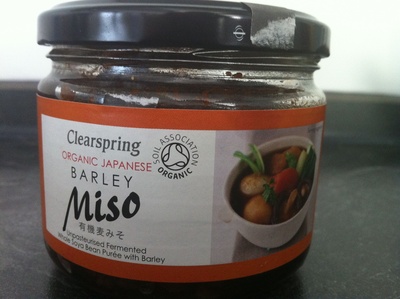 Clearspring
ORGANIC JAPANESE
BARLEY
Miso
有機麦みそ
Unpasteurised Fermented
Whole Soya Bean Purée with Barley
SOIL ASSOCIATION
ORGANIC